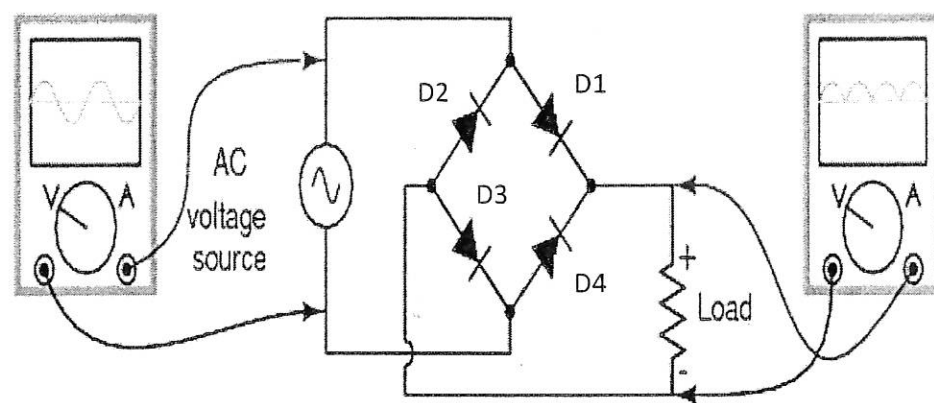 D2
D1
V
A
AC
voltage
source
D3
D4
+
Load
-
V
A